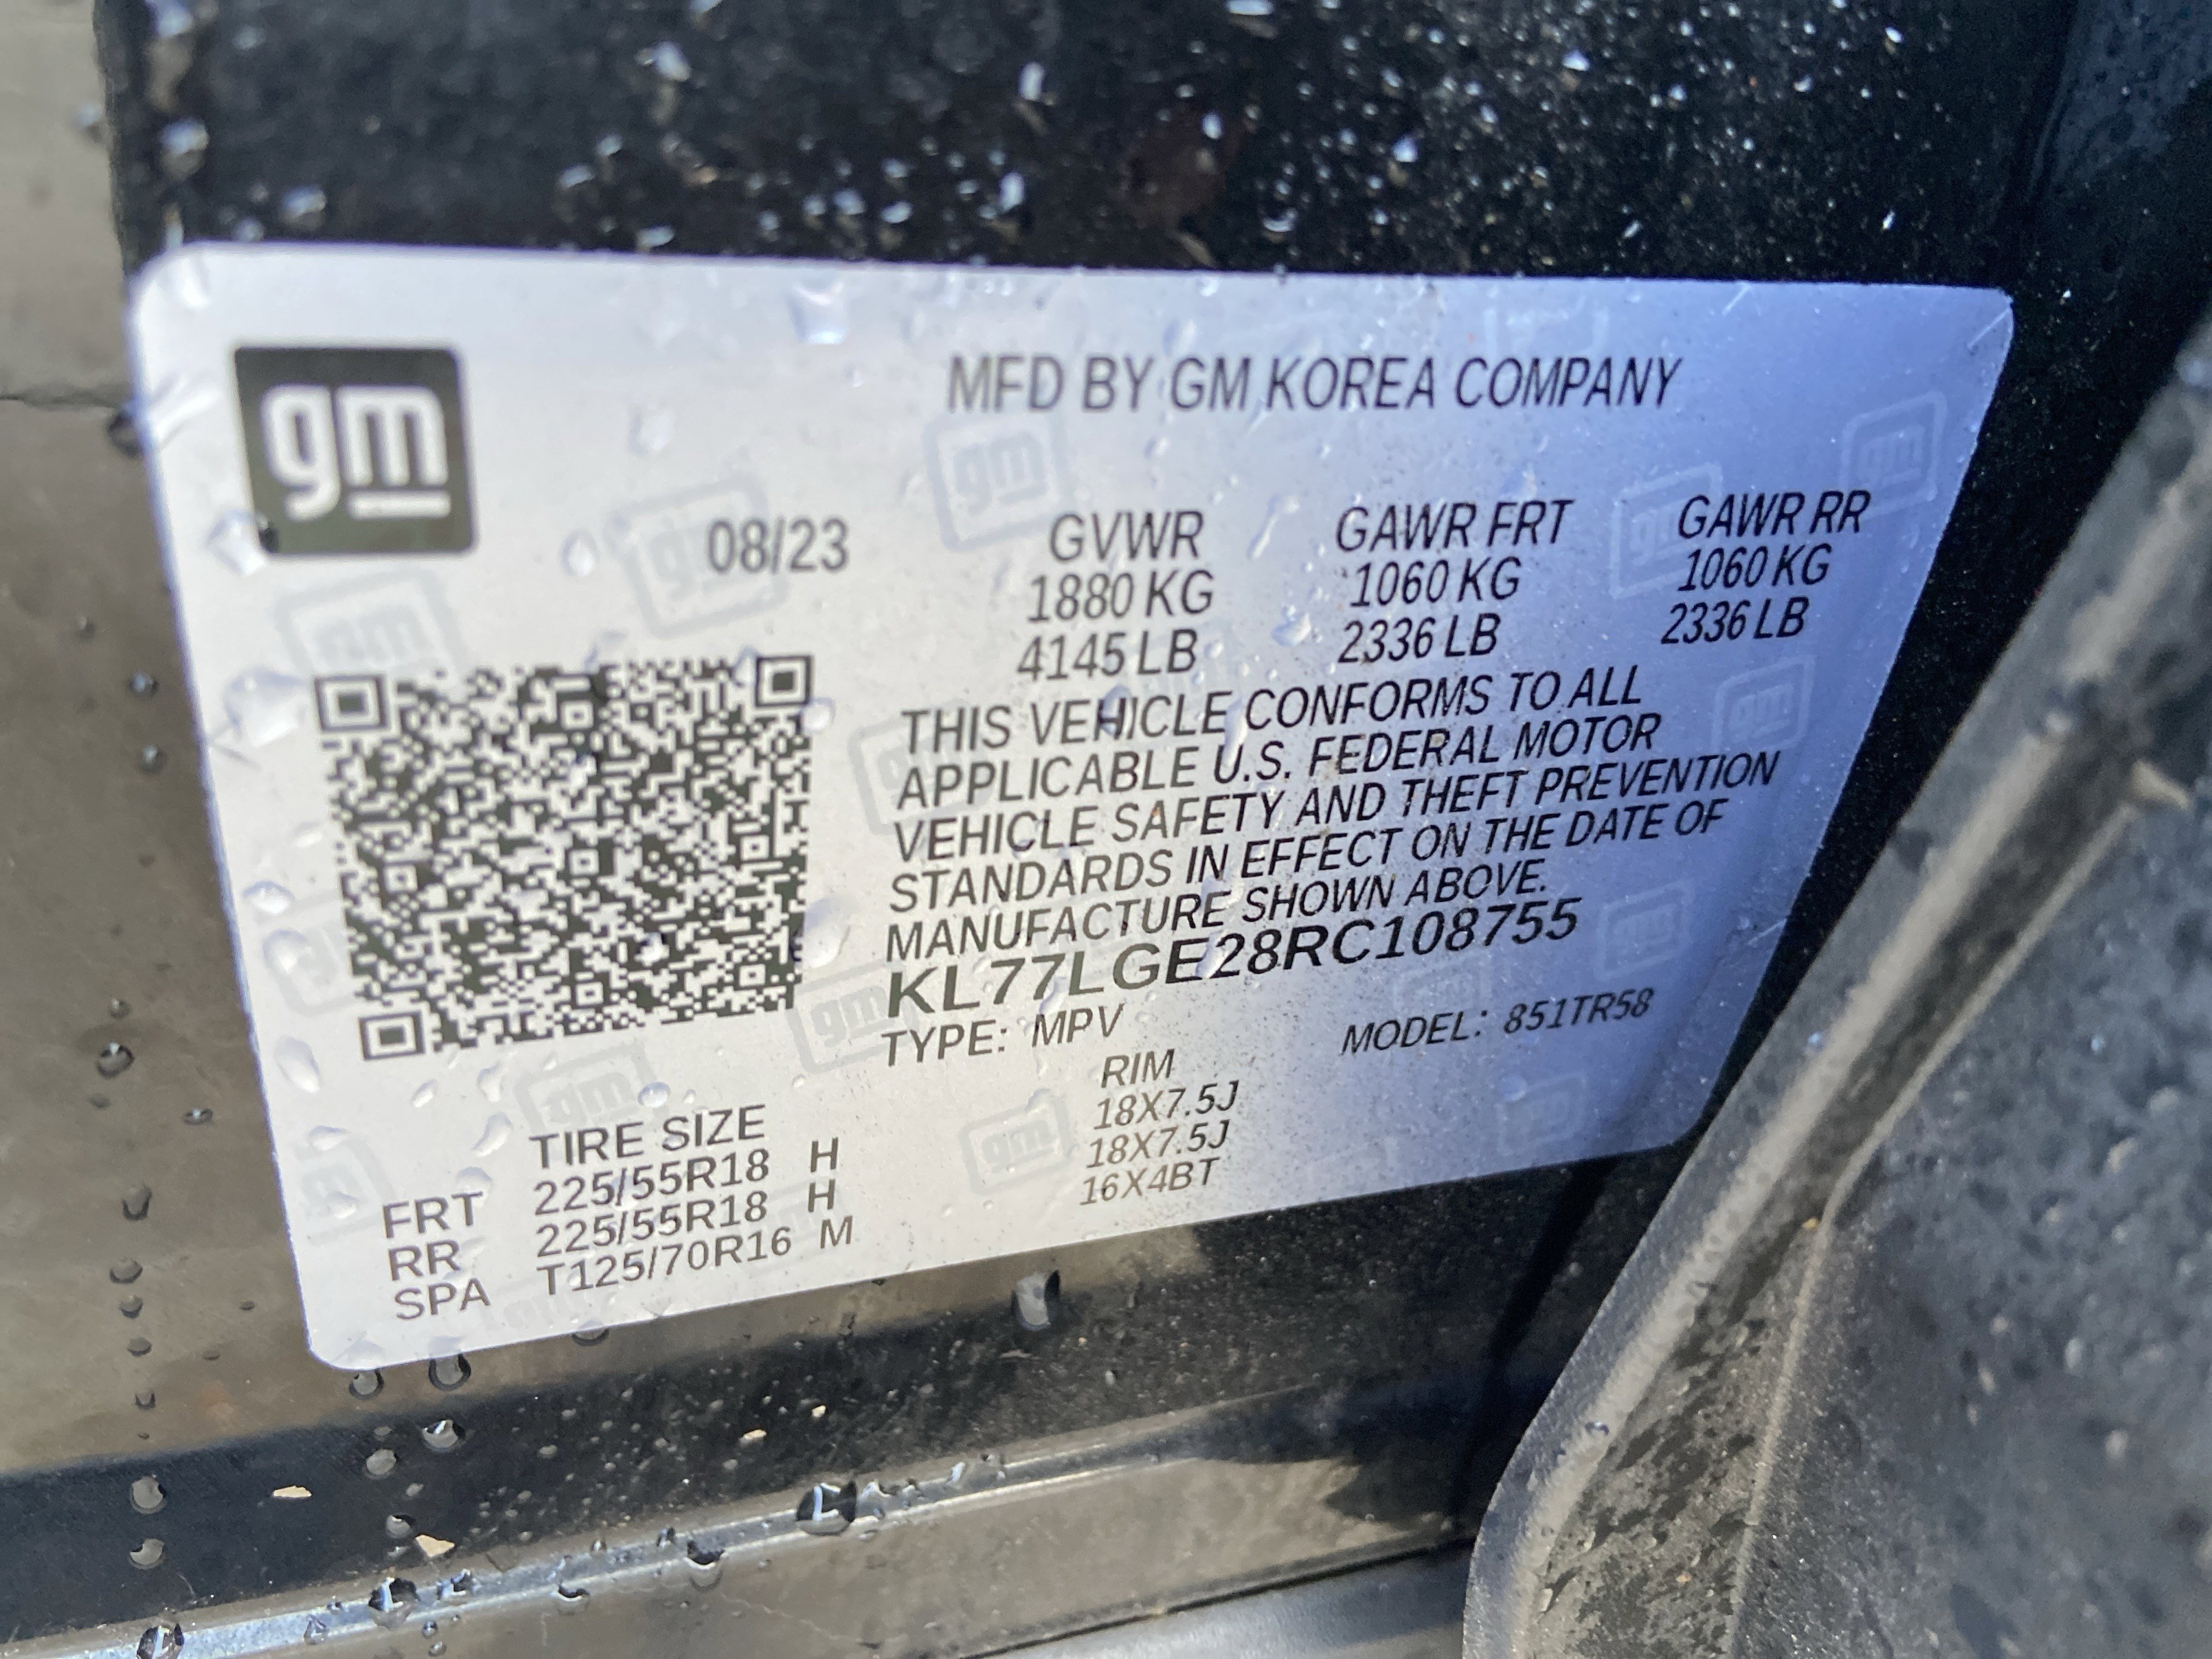 gm
MFD BY GM KOREA COMPANY
08/23
GVWR GAWR FRT GAWR RR
1880 KG 1060 KG 1060 KG
4145 LB 2336 LB 2336 LB
THIS VEHICLE CONFORMS TO ALL
APPLICABLE U.S. FEDERAL MOTOR
VEHICLE SAFETY AND THEFT PREVENTION
STANDARDS IN EFFECT ON THE DATE OF
MANUFACTURE SHOWN ABOVE.
KL77LGE28RC108755
TYPE: MPV MODEL: 851TR58
TIRE SIZE RIM
FRT 225/55R18 H 18X7.5J
RR 225/55R18 H 18X7.5J
SPA T125/70R16 M 16X4BT